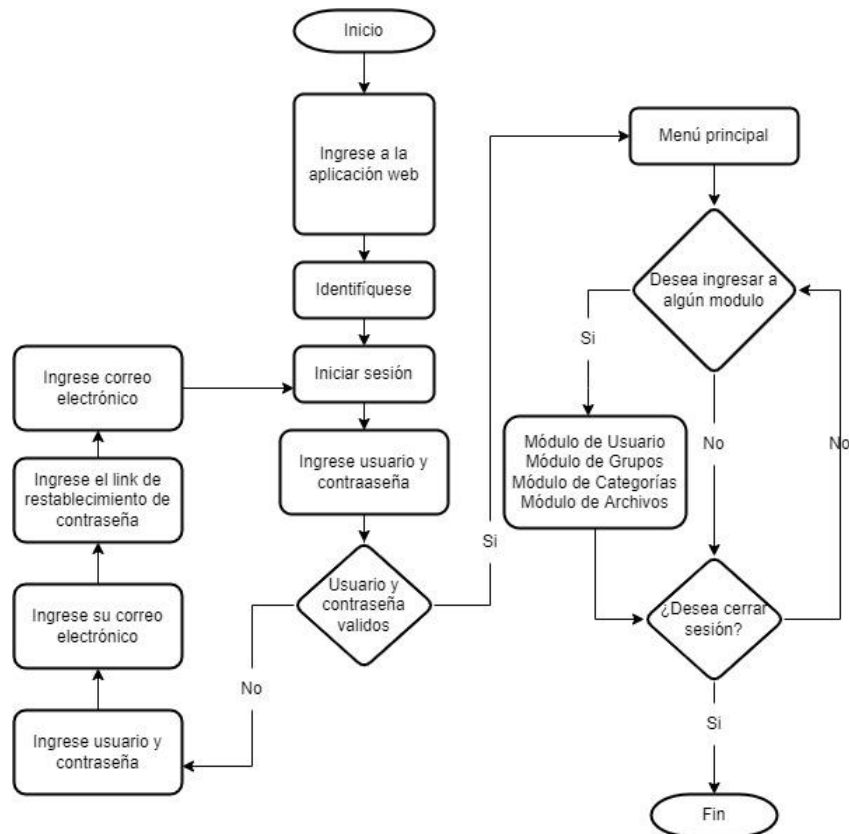 Inicio
Ingrese a la
aplicación web
Identifíquese
Iniciar sesión
Ingrese usuario y
contraaseña
Usuario y
contraseña
validos
No
Ingrese usuario y
contraseña
Ingrese su correo
electrónico
Ingrese el link de
restablecimiento de
contraseña
Ingrese correo
electrónico
Si
Menú principal
Desea ingresar a
algún modulo
Si
Módulo de Usuario
Módulo de Grupos
Módulo de Categorías
Módulo de Archivos
No
No
¿Desea cerrar
sesión?
Si
Fin